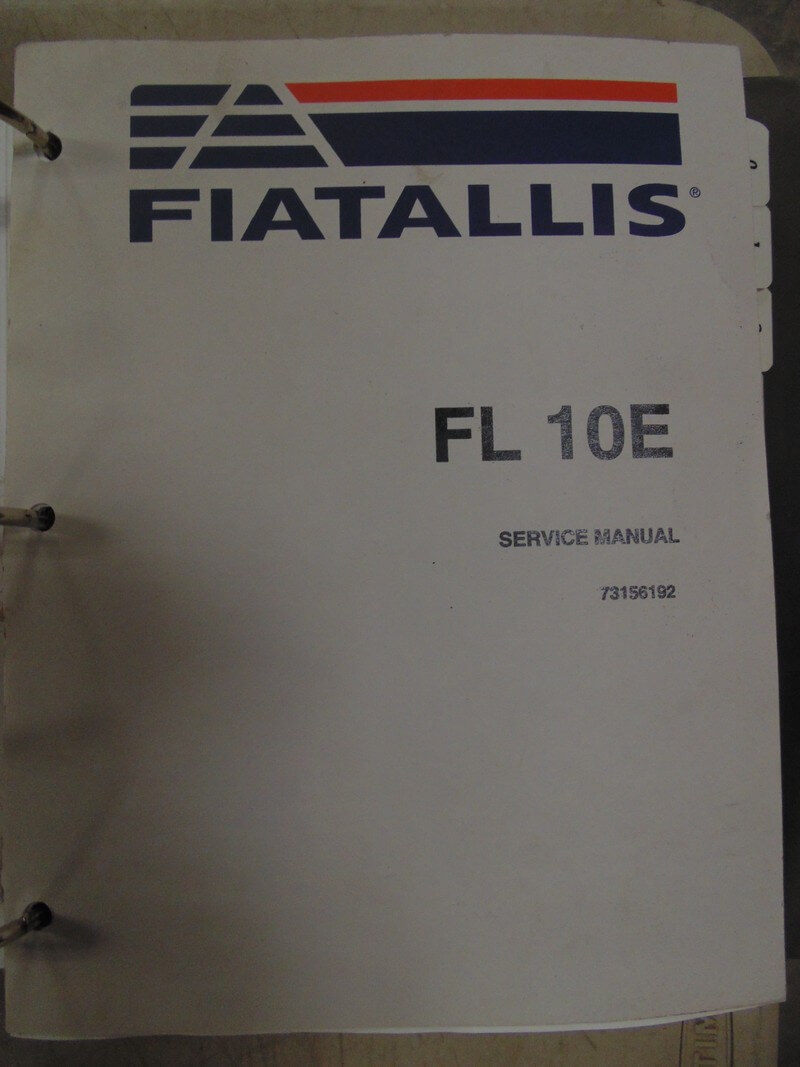 FIATALLIS®
FL 10E
SERVICE MANUAL
73156192